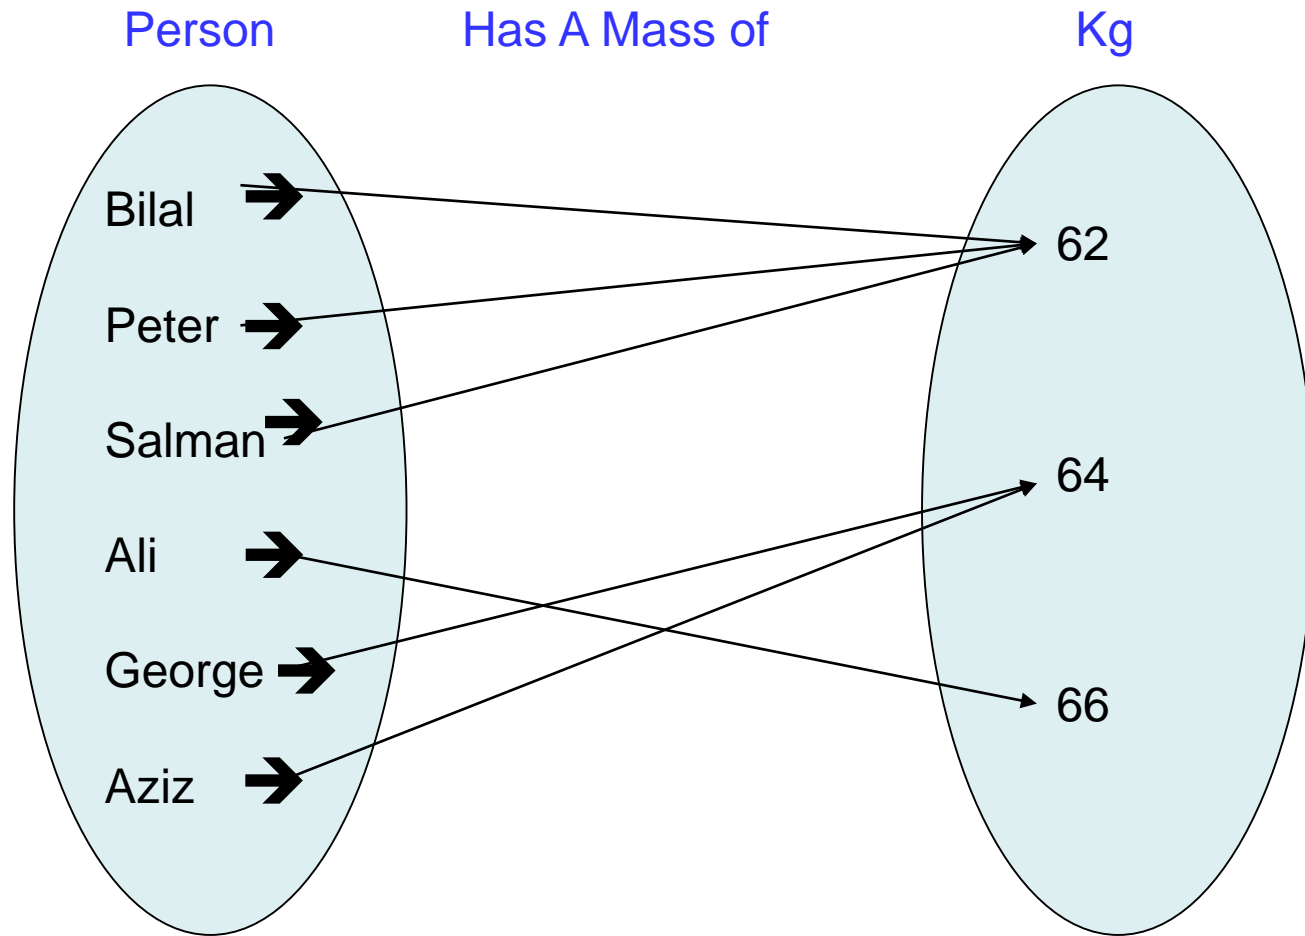 Person Has A Mass of Kg
Bilal
Peter
Salman
Ali
George
Aziz
62
64
66